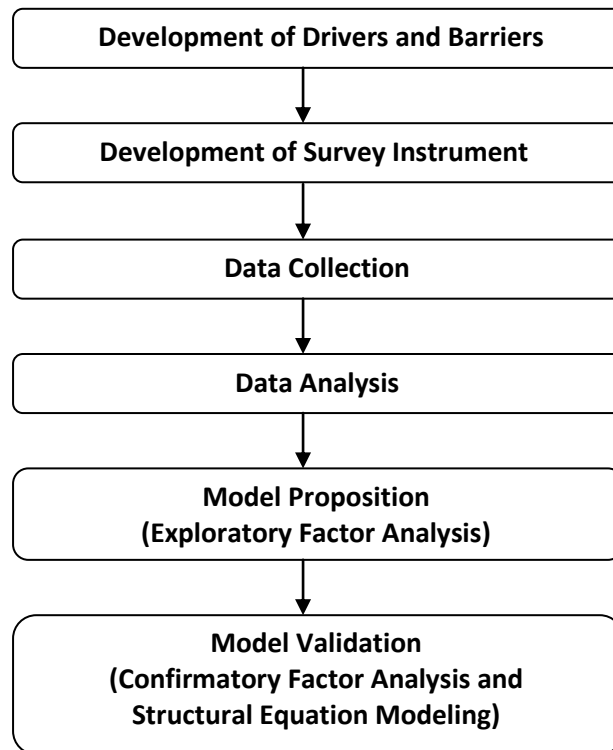 Development of Drivers and Barriers
Development of Survey Instrument
Data Collection
Data Analysis
Model Proposition
(Exploratory Factor Analysis)
Model Validation
(Confirmatory Factor Analysis and
Structural Equation Modeling)